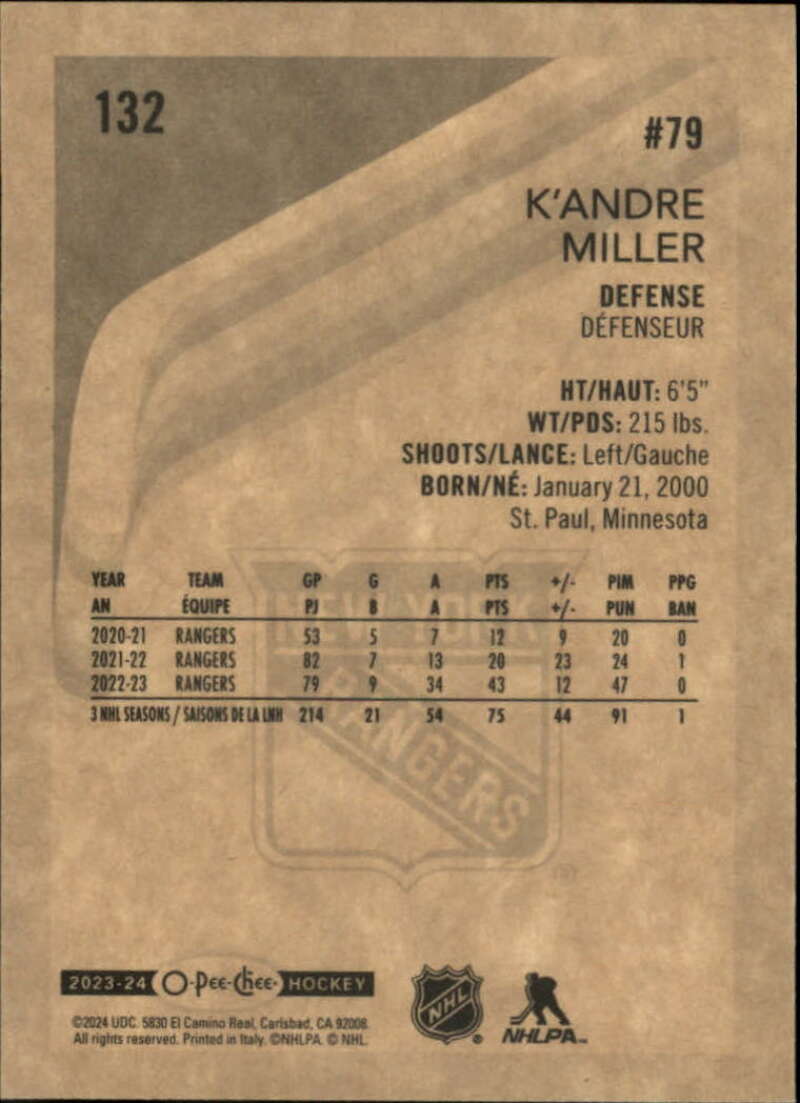 132
#79
K'ANDRE
MILLER
DEFENSE
DÉFENSEUR
HT/HAUT: 6'5"
WT/PDS: 215 lbs.
SHOOTS/LANCE: Left/Gauche
BORN/NÉ: January 21, 2000
St. Paul, Minnesota
YEAR TEAM GP G A PTS +/- PIM PPG
AN ÉQUIPE PJ B A PTS +/- PUN BAN
2020-21 RANGERS 53 5 7 12 9 20 0
2021-22 RANGERS 82 7 13 20 23 24 1
2022-23 RANGERS 79 9 34 43 12 47 0
3 NHL SEASONS / SAISONS DE LA LNH 214 21 54 75 44 91 1
NEW YORK
RANGERS
®
2023-24 O-Pee-Chee HOCKEY
©2024 UDC. 5830 El Camino Real, Carlsbad, CA 92008.
All rights reserved. Printed in Italy. ©NHLPA. © NHL.
NHL ®
NHLPA™